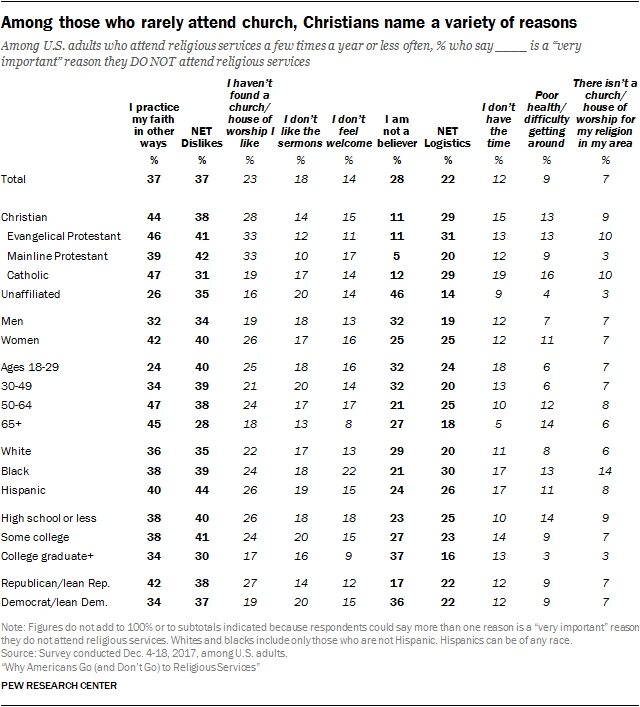 Among those who rarely attend church, Christians name a variety of reasons
Among U.S. adults who attend religious services a few times a year or less often, % who say ____ is a “very
important” reason they DO NOT attend religious services
I practice my faith in other ways NET Dislikes I haven't found a church/ house of worship I like I don't like the sermons I don't feel welcome I am not a believer NET Logistics I don't have the time Poor health/ difficulty getting around There isn't a church/ house of worship for my religion in my area
% % % % % % % % % %
Total 37 37 23 18 14 28 22 12 9 7
Christian 44 38 28 14 15 11 29 15 13 9
Evangelical Protestant 46 41 33 12 11 11 31 13 13 10
Mainline Protestant 39 42 33 10 17 5 20 12 9 3
Catholic 47 31 19 17 14 12 29 19 16 10
Unaffiliated 26 35 16 20 14 46 14 9 4 3
Men 32 34 19 18 13 32 19 12 7 7
Women 42 40 26 17 16 25 25 12 11 7
Ages 18-29 24 40 25 18 16 32 24 18 6 7
30-49 34 39 21 20 14 32 20 13 6 7
50-64 47 38 24 17 17 21 25 10 12 8
65+ 45 28 18 13 8 27 18 5 14 6
White 36 35 22 17 13 29 20 11 8 6
Black 38 39 24 18 22 21 30 17 13 14
Hispanic 40 44 26 19 15 24 26 17 11 8
High school or less 38 40 26 18 18 23 25 10 14 9
Some college 38 41 24 20 15 27 23 14 9 7
College graduate+ 34 30 17 16 9 37 16 13 3 3
Republican/lean Rep. 42 38 27 14 12 17 22 12 9 7
Democrat/lean Dem. 34 37 19 20 15 36 22 12 9 7
Note: Figures do not add to 100% or to subtotals indicated because respondents could say more than one reason is a “very important” reason
they do not attend religious services. Whites and blacks include only those who are not Hispanic. Hispanics can be of any race.
Source: Survey conducted Dec. 4-18, 2017, among U.S. adults.
“Why Americans Go (and Don’t Go) to Religious Services”
PEW RESEARCH CENTER